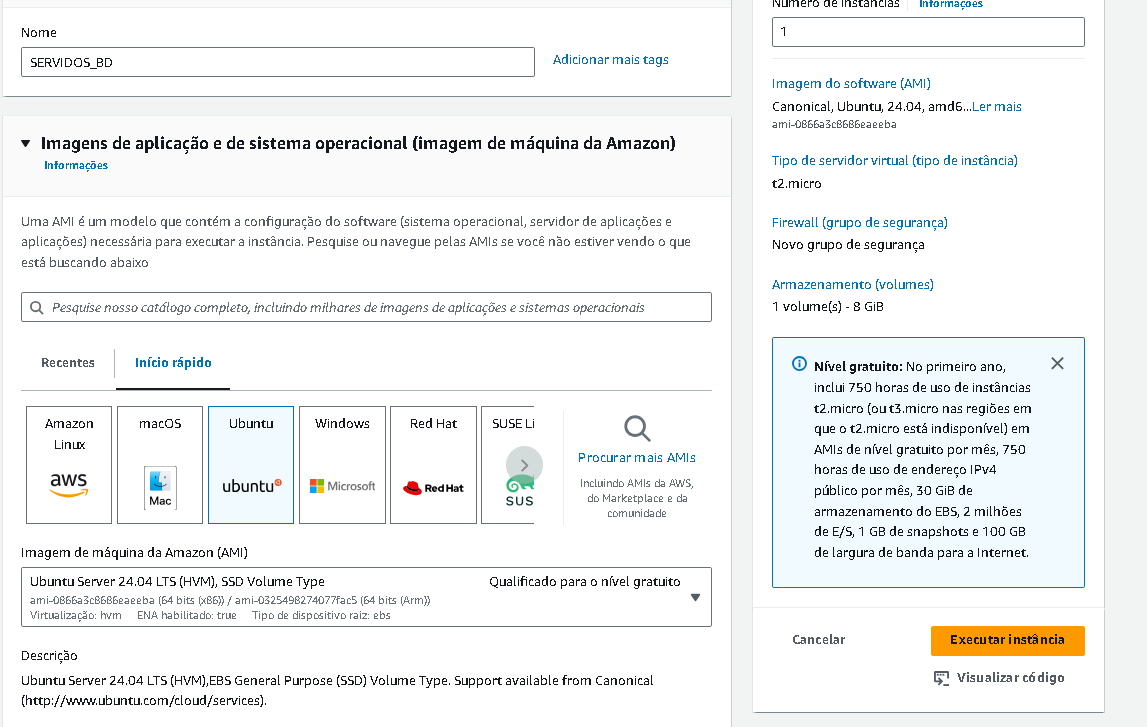 Nome
SERVIDOS_BD
Adicionar mais tags
Imagens de aplicação e de sistema operacional (imagem de máquina da Amazon)
Informações
Uma AMI é um modelo que contém a configuração do software (sistema operacional, servidor de aplicações e
aplicações) necessária para executar a instância. Pesquise ou navegue pelas AMIs se você não estiver vendo o que
está buscando abaixo
Pesquise nosso catálogo completo, incluindo milhares de imagens de aplicações e sistemas operacionais
Recentes
Início rápido
Amazon
Linux
aws
macOS
Mac
Ubuntu
ubuntu
Windows
Microsoft
Red Hat
Red Hat
SUSE Li
SUS
Procurar mais AMIs
Incluindo AMIs da AWS,
do Marketplace e da
comunidade
Imagem de máquina da Amazon (AMI)
Ubuntu Server 24.04 LTS (HVM), SSD Volume Type
Qualificado para o nível gratuito
ami-0866a3c8686eaeeba (64 bits (x86)) / ami-0325498274077fac5 (64 bits (Arm))
Virtualização: hvm ENA habilitado: true Tipo de dispositivo raiz: ebs
Descrição
Ubuntu Server 24.04 LTS (HVM),EBS General Purpose (SSD) Volume Type. Support available from Canonical
(http://www.ubuntu.com/cloud/services).
Número de instâncias
Informações
1
Imagem do software (AMI)
Canonical, Ubuntu, 24.04, amd6...Ler mais
ami-0866a3c8686eaeeba
Tipo de servidor virtual (tipo de instância)
t2.micro
Firewall (grupo de segurança)
Novo grupo de segurança
Armazenamento (volumes)
1 volume(s) - 8 GiB
Nível gratuito: No primeiro ano,
inclui 750 horas de uso de instâncias
t2.micro (ou t3.micro nas regiões em
que o t2.micro está indisponível) em
AMIs de nível gratuito por mês, 750
horas de uso de endereço IPv4
público por mês, 30 GiB de
armazenamento do EBS, 2 milhões
de E/S, 1 GB de snapshots e 100 GB
de largura de banda para a Internet.
Cancelar
Executar instância
Visualizar código